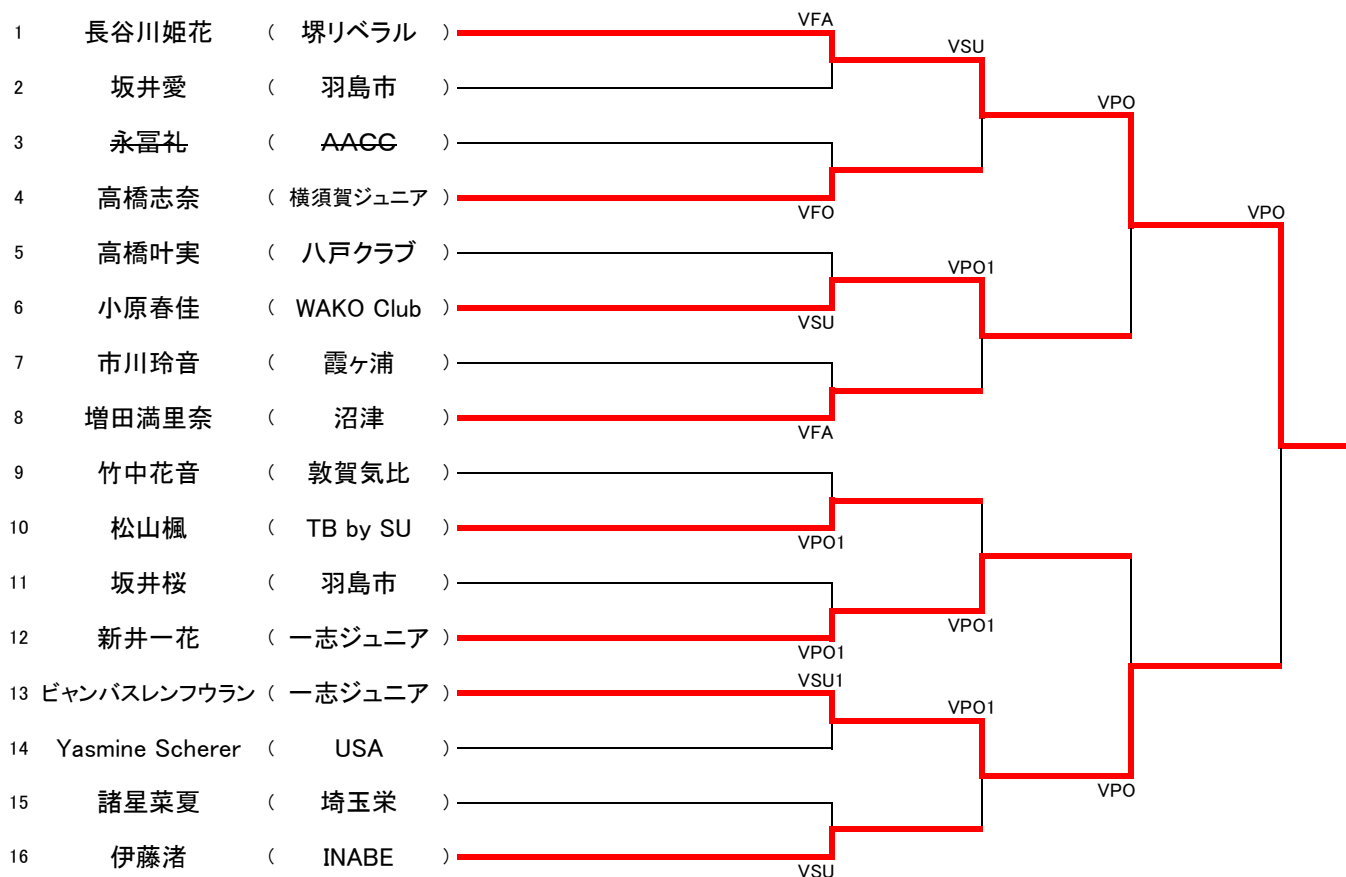 1 長谷川姫花 ( 堺リベラル )
VFA
VSU
2 坂井愛 ( 羽島市 )
VPO
3 永冨礼 ( AACC )
4 高橋志奈 ( 横須賀ジュニア )
VFO
VPO
5 高橋叶実 ( 八戸クラブ )
VPO1
6 小原春佳 ( WAKO Club )
VSU
7 市川玲音 ( 霞ヶ浦 )
8 増田満里奈 ( 沼津 )
VFA
9 竹中花音 ( 敦賀気比 )
10 松山楓 ( TB by SU )
VPO1
11 坂井桜 ( 羽島市 )
VPO1
12 新井一花 ( 一志ジュニア )
VPO1
VSU1
13 ビャンバスレンフウラン ( 一志ジュニア )
VPO1
14 Yasmine Scherer ( USA )
VPO
15 諸星菜夏 ( 埼玉栄 )
16 伊藤渚 ( INABE )
VSU